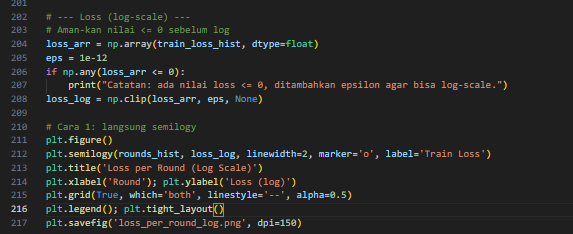 201
202 # --- Loss (log-scale) ---
203 # Aman-kan nilai <= 0 sebelum log
204 loss_arr = np.array(train_loss_hist, dtype=float)
205 eps = 1e-12
206 if np.any(loss_arr <= 0):
207     print("Catatan: ada nilai loss <= 0, ditambahkan epsilon agar bisa log-scale.")
208 loss_log = np.clip(loss_arr, eps, None)
209
210 # Cara 1: langsung semilogy
211 plt.figure()
212 plt.semilogy(rounds_hist, loss_log, linewidth=2, marker='o', label='Train Loss')
213 plt.title('Loss per Round (Log Scale)')
214 plt.xlabel('Round'); plt.ylabel('Loss (log)')
215 plt.grid(True, which='both', linestyle='--', alpha=0.5)
216 plt.legend(); plt.tight_layout()
217 plt.savefig('loss_per_round_log.png', dpi=150)